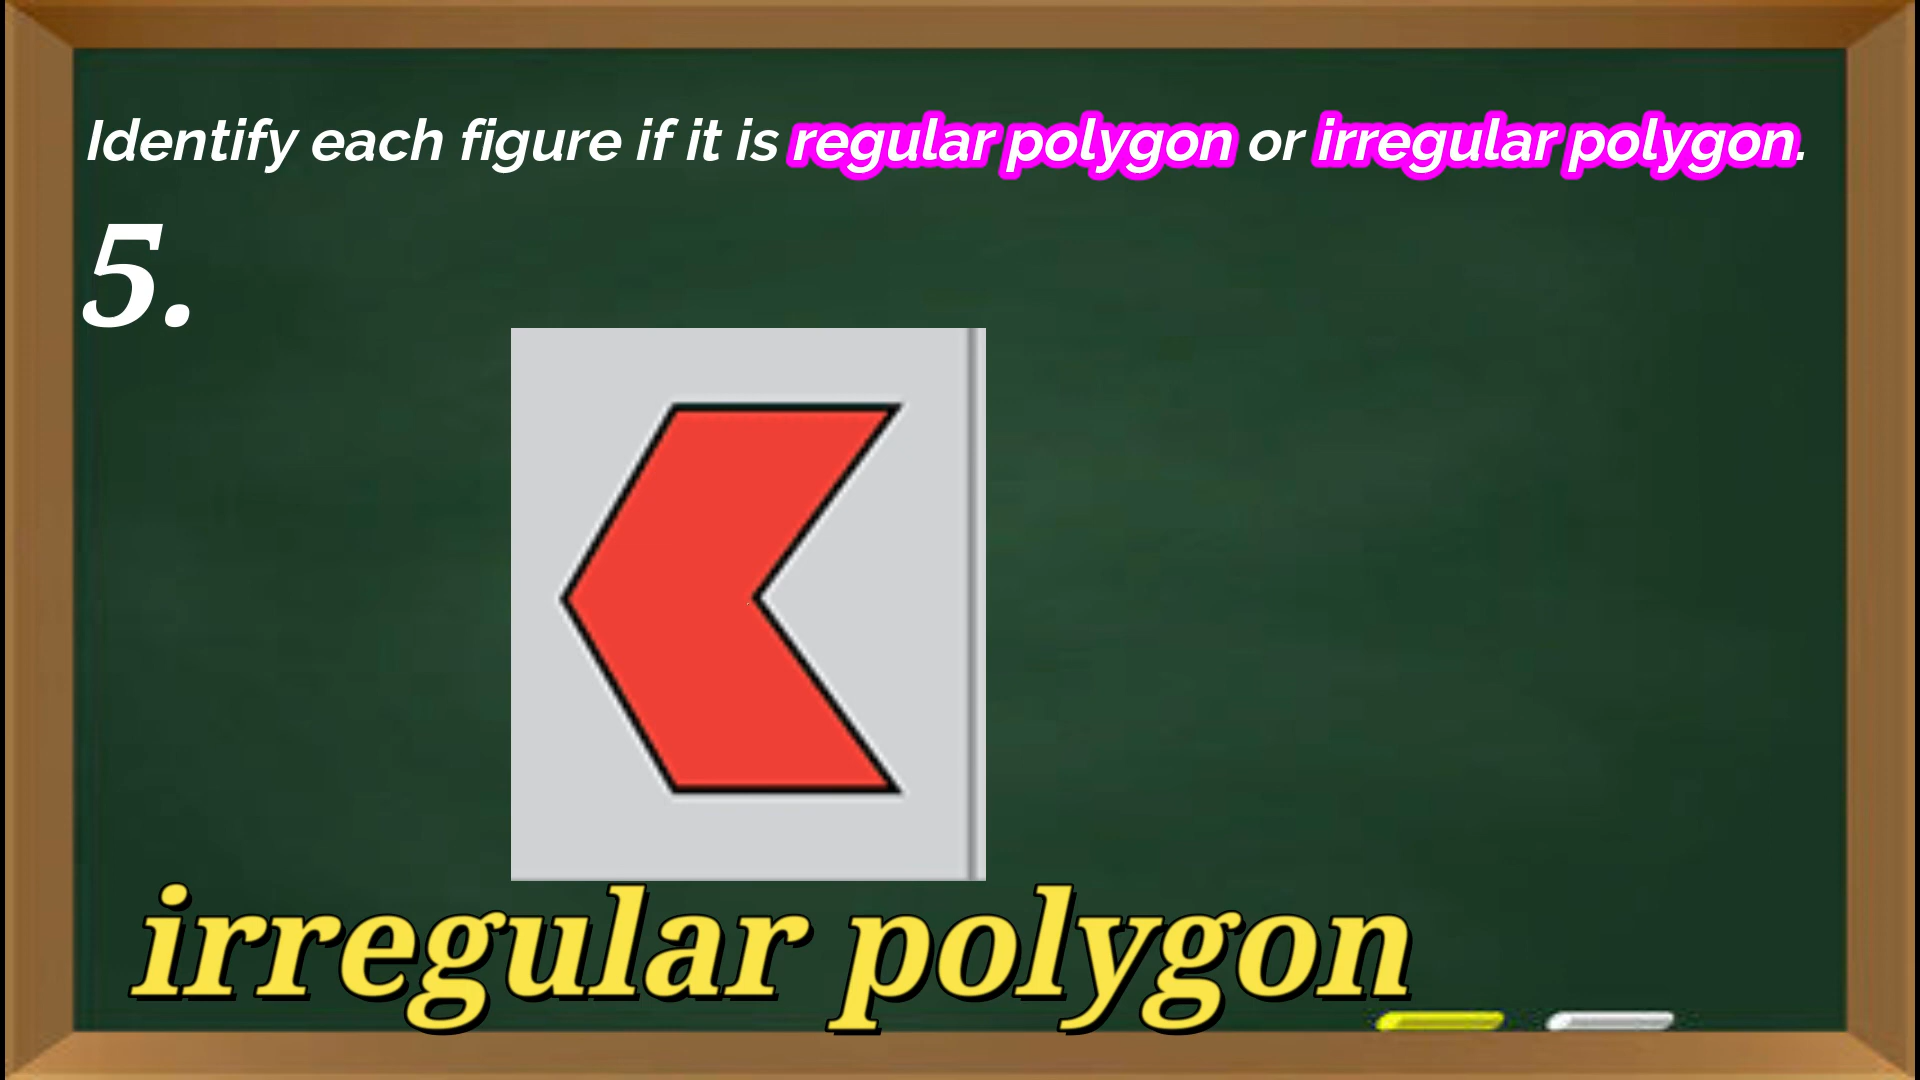 Identify each figure if it is regular polygon or irregular polygon.
5.
irregular polygon